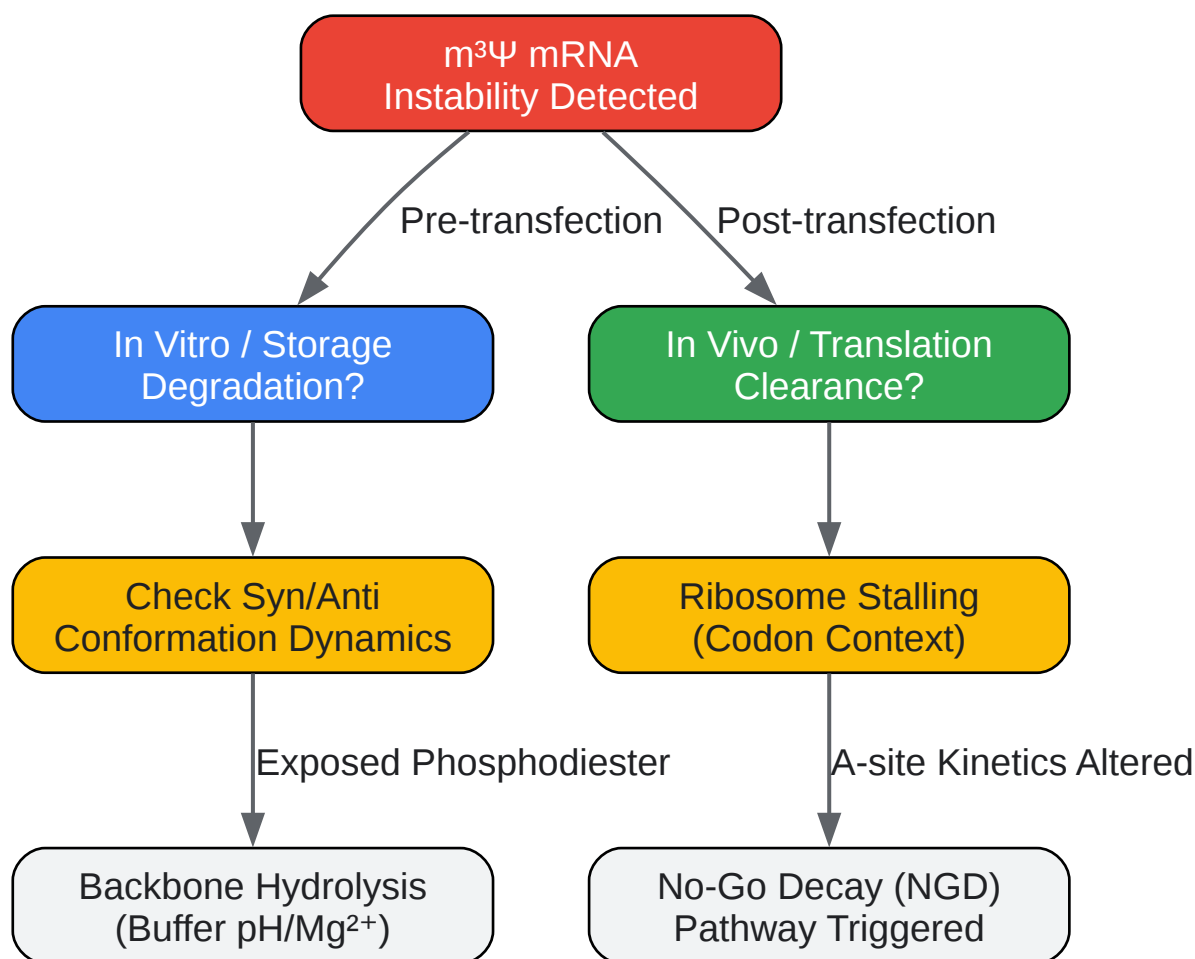 m³Ψ mRNA
Instability Detected
Pre-transfection
Post-transfection
In Vitro / Storage
Degradation?
In Vivo / Translation
Clearance?
Check Syn/Anti
Conformation Dynamics
Ribosome Stalling
(Codon Context)
Exposed Phosphodiester
A-site Kinetics Altered
Backbone Hydrolysis
(Buffer pH/Mg²⁺)
No-Go Decay (NGD)
Pathway Triggered